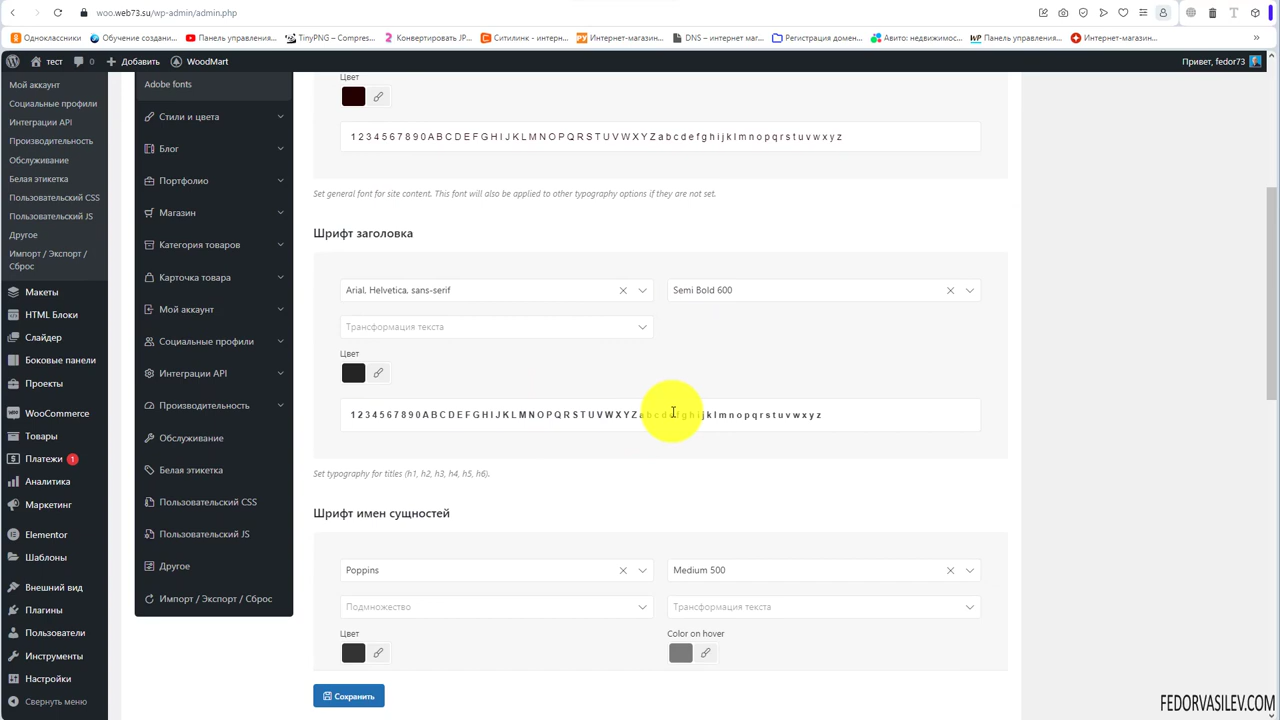 woo.web73.su/wp-admin/admin.php
Одноклассники
Обучение создани...
Панель управления...
TinyPNG – Compres...
Конвертировать JP...
Ситилинк - интерн...
Интернет-магазин...
DNS – интернет маг...
Регистрация домен...
Авито: недвижимос...
Панель управления...
Интернет-магазин...
тест
0
Добавить
WoodMart
Привет, fedor73
Мой аккаунт
Социальные профили
Интеграции API
Производительность
Обслуживание
Белая этикетка
Пользовательский CSS
Пользовательский JS
Другое
Импорт / Экспорт /
Сброс
Макеты
HTML Блоки
Слайдер
Боковые панели
Проекты
WooCommerce
Товары
Платежи 1
Аналитика
Маркетинг
Elementor
Шаблоны
Внешний вид
Плагины
Пользователи
Инструменты
Настройки
Свернуть меню
Adobe fonts
Стили и цвета
Блог
Портфолио
Магазин
Категория товаров
Карточка товара
Мой аккаунт
Социальные профили
Интеграции API
Производительность
Обслуживание
Белая этикетка
Пользовательский CSS
Пользовательский JS
Другое
Импорт / Экспорт / Сброс
Цвет
1 2 3 4 5 6 7 8 9 0 A B C D E F G H I J K L M N O P Q R S T U V W X Y Z a b c d e f g h i j k l m n o p q r s t u v w x y z
Set general font for site content. This font will also be applied to other typography options if they are not set.
Шрифт заголовка
Arial, Helvetica, sans-serif
Semi Bold 600
Трансформация текста
Цвет
1 2 3 4 5 6 7 8 9 0 A B C D E F G H I J K L M N O P Q R S T U V W X Y Z a b c d e f g h i j k l m n o p q r s t u v w x y z
Set typography for titles (h1, h2, h3, h4, h5, h6).
Шрифт имен сущностей
Poppins
Medium 500
Подмножество
Трансформация текста
Цвет
Color on hover
Сохранить
FEDORVASILEV.COM